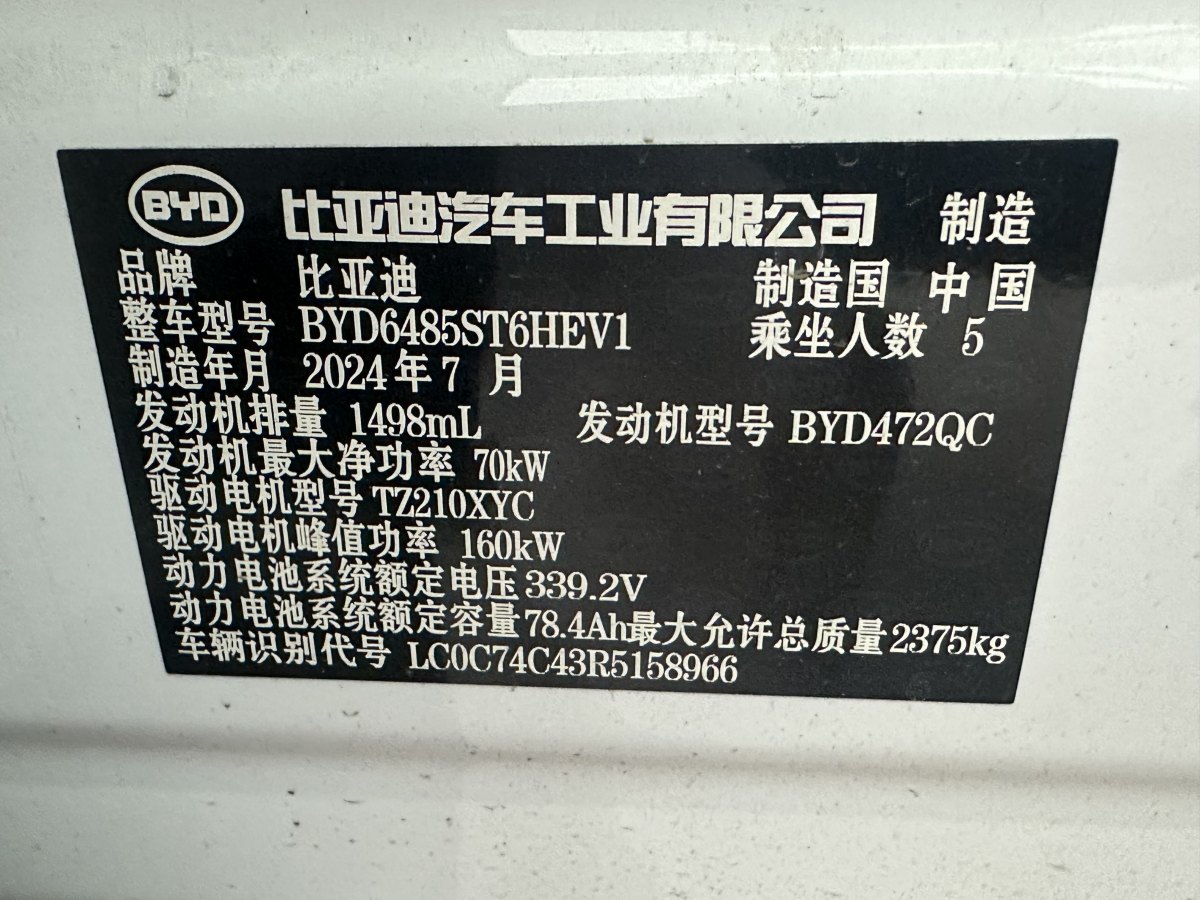 BYD 比亚迪汽车工业有限公司 制造
品牌 比亚迪 制造国 中国
整车型号 BYD6485ST6HEV1 乘坐人数 5
制造年月 2024年7月
发动机排量 1498mL 发动机型号 BYD472QC
发动机最大净功率 70kW
驱动电机型号 TZ210XYC
驱动电机峰值功率 160kW
动力电池系统额定电压 339.2V
动力电池系统额定容量 78.4Ah 最大允许总质量 2375kg
车辆识别代号 LC0C74C43R5158966